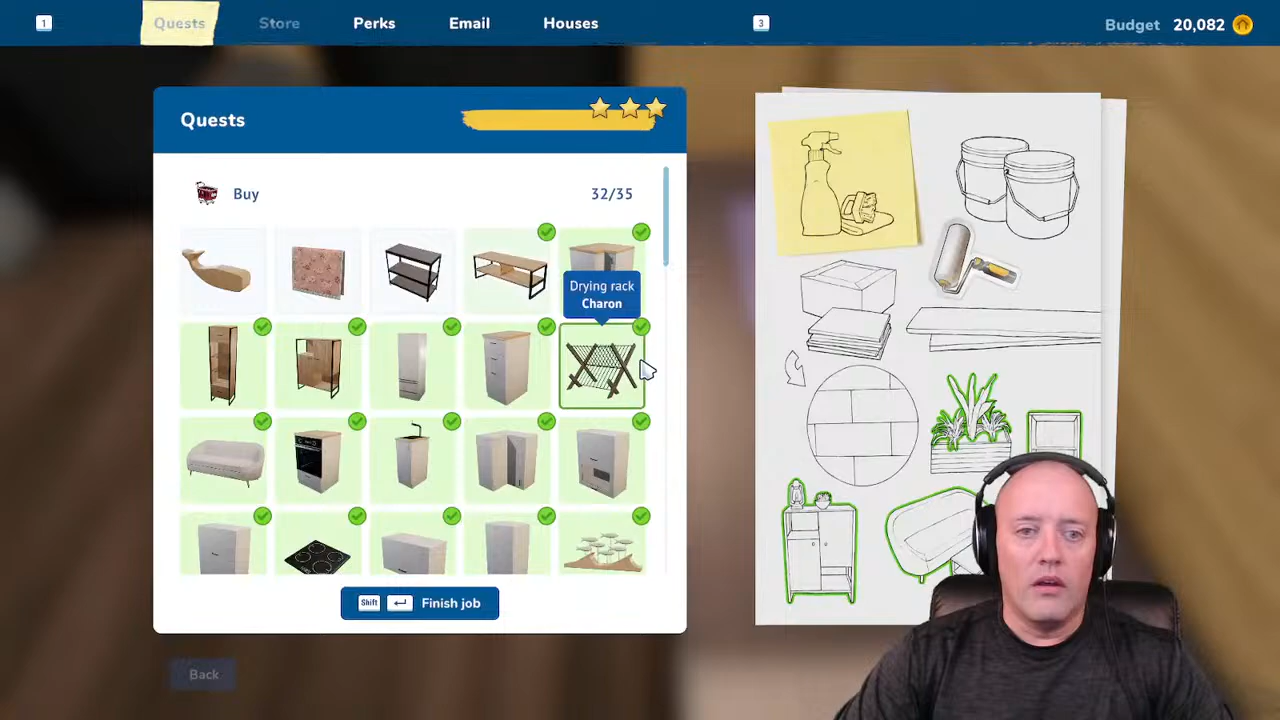 1
Quests
Store
Perks
Email
Houses
3
Budget 20,082
Quests
Buy
32/35
Drying rack
Charon
Shift
Finish job
Back